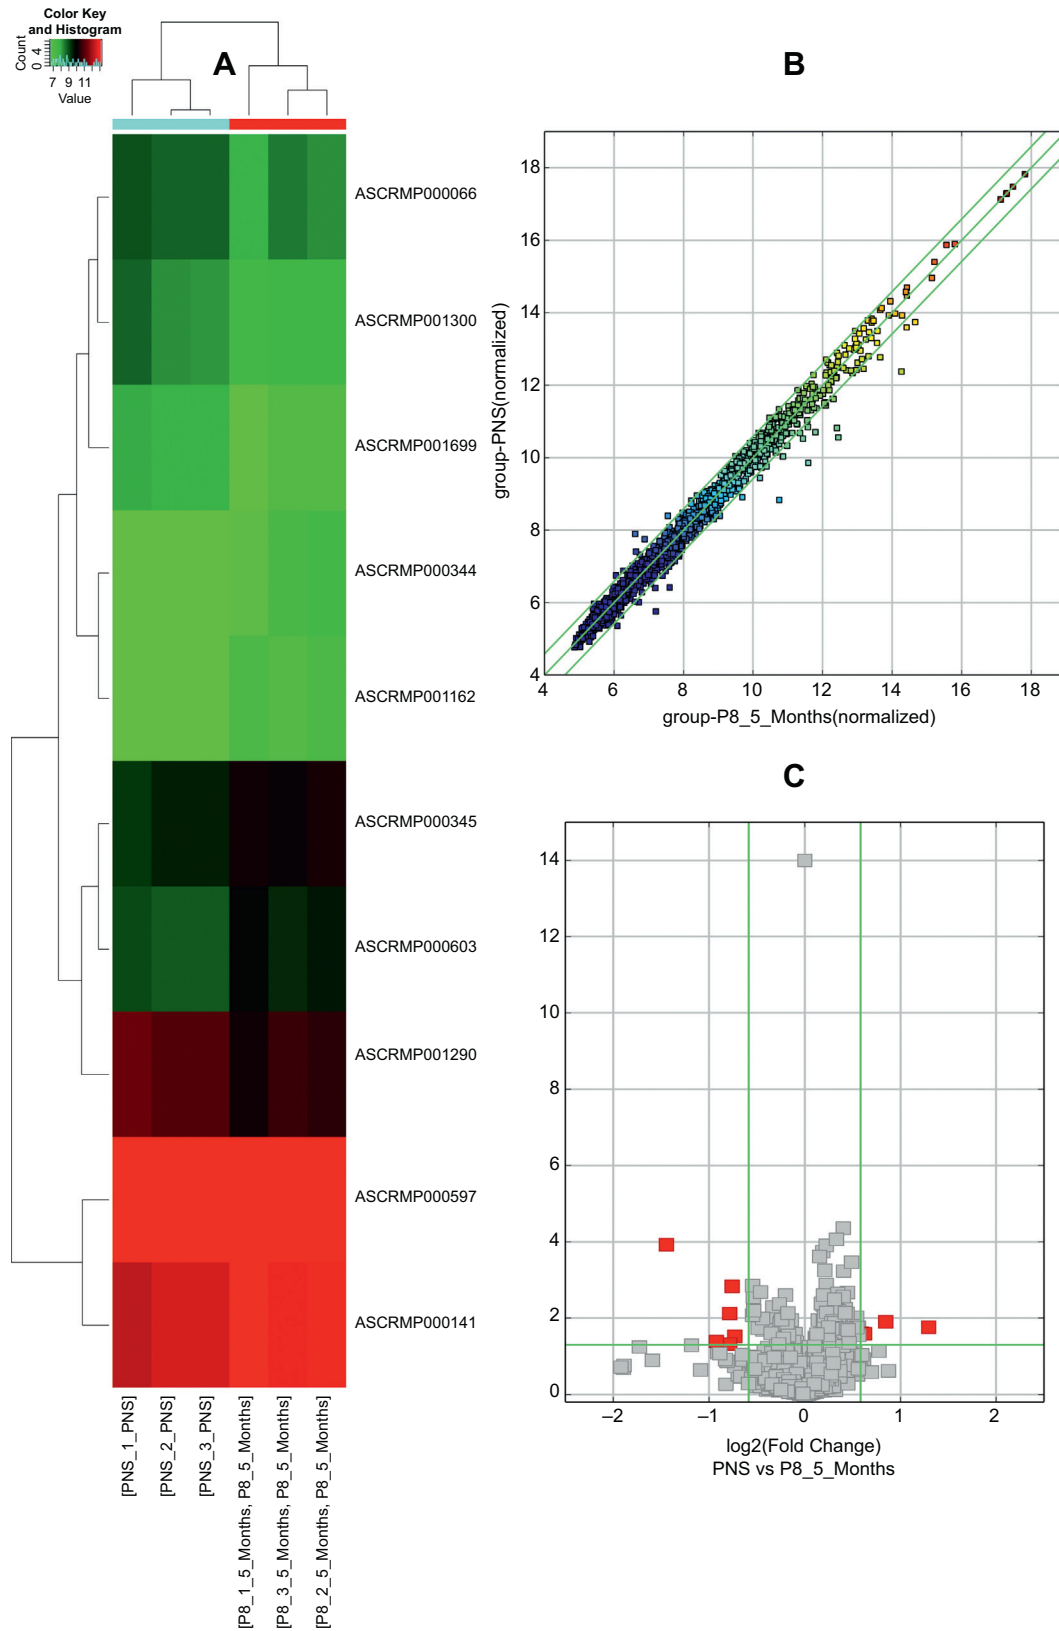 Color Key
and Histogram
Count
0 4
7 9 11
Value
A
ASCRMP000066
ASCRMP001300
ASCRMP001699
ASCRMP000344
ASCRMP001162
ASCRMP000345
ASCRMP000603
ASCRMP001290
ASCRMP000597
ASCRMP000141
[PNS_1_PNS]
[PNS_2_PNS]
[PNS_3_PNS]
[P8_1_5_Months, P8_5_Months]
[P8_3_5_Months, P8_5_Months]
[P8_2_5_Months, P8_5_Months]
B
group-PNS(normalized)
18
16
14
12
10
8
6
4
4 6 8 10 12 14 16 18
group-P8_5_Months(normalized)
C
14
12
10
8
6
4
2
0
–2 –1 0 1 2
log2(Fold Change)
PNS vs P8_5_Months